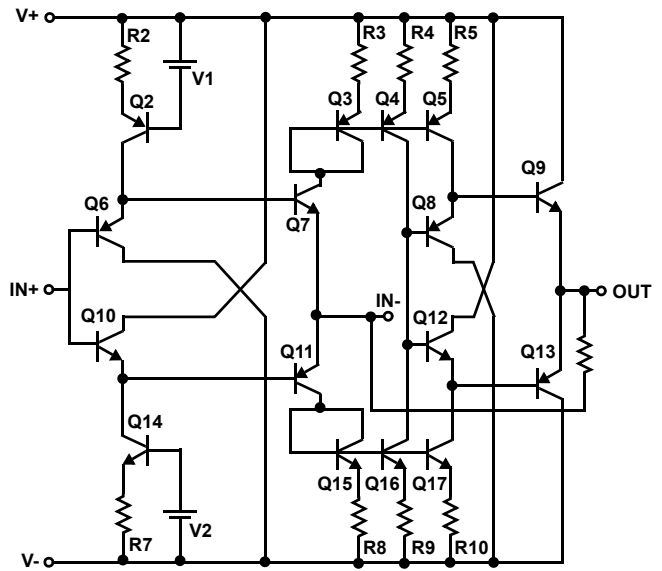 V+
R2
R3 R4 R5
V1
Q2
Q3 Q4 Q5
Q9
Q6
Q7
Q8
IN+
IN-
OUT
Q10
Q12
Q11
Q13
Q14
Q15 Q16 Q17
V2
R7
R8 R9 R10
V-